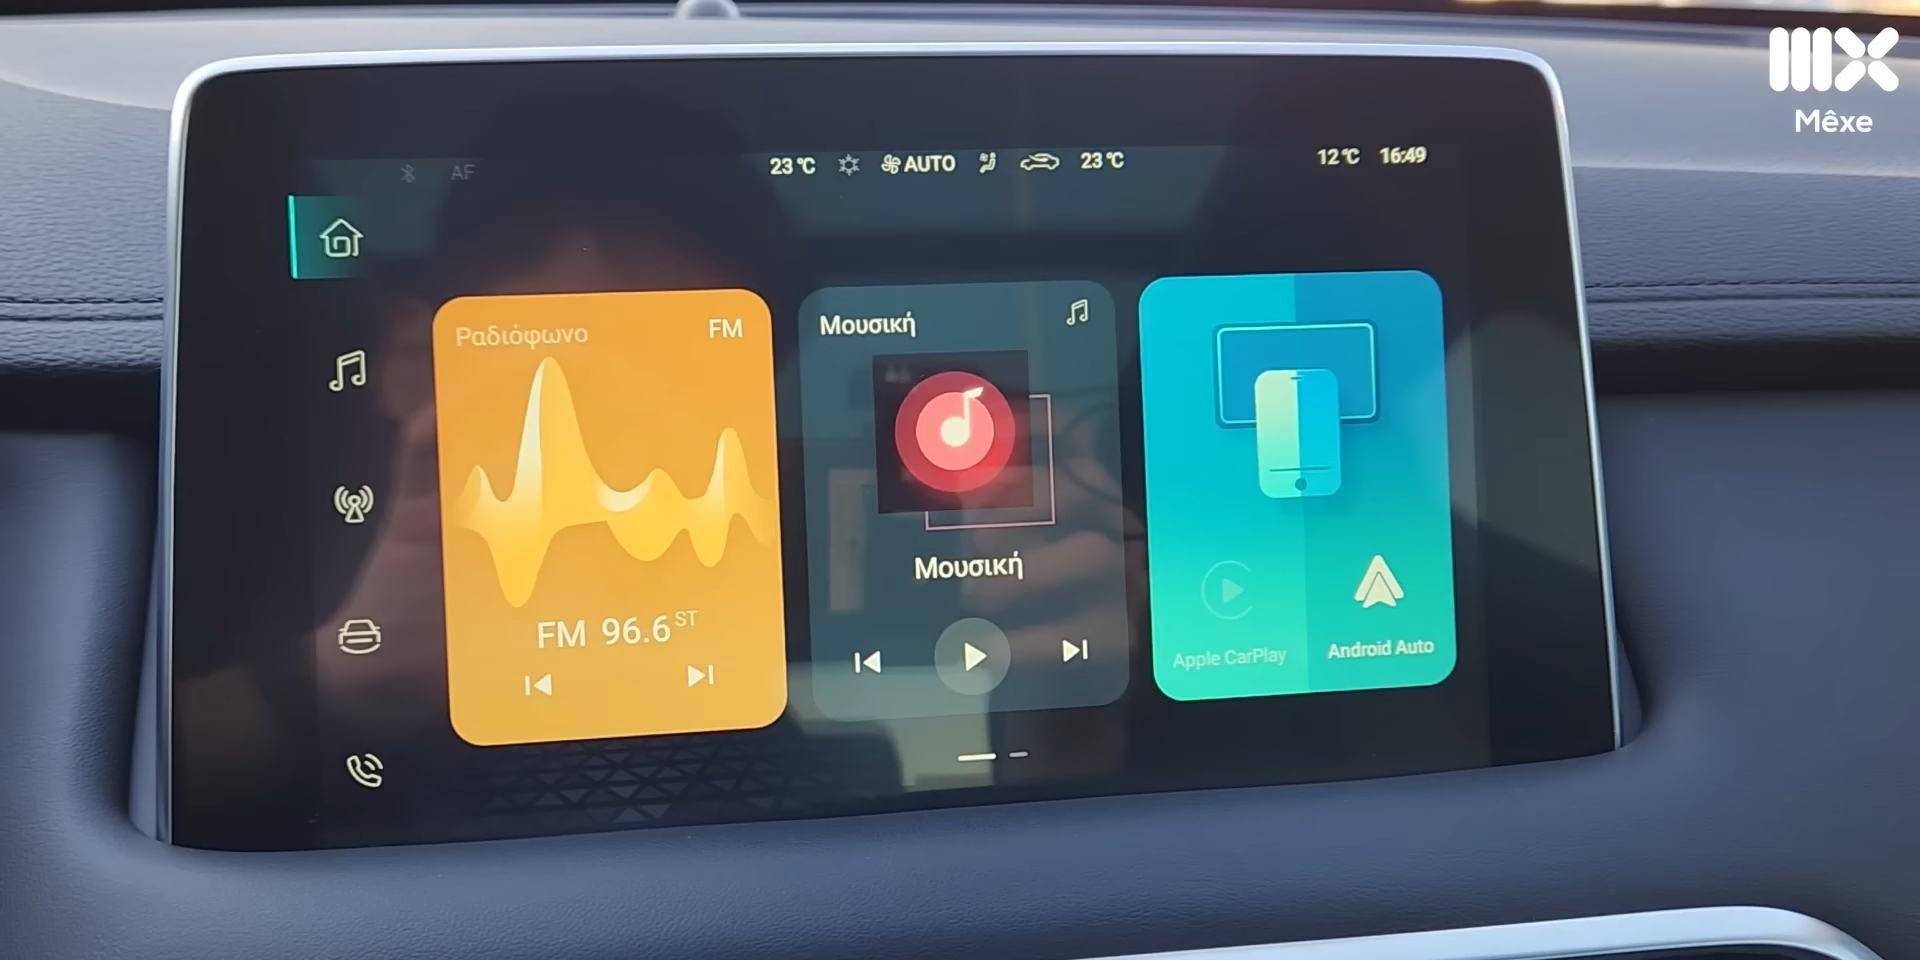 MX
Mêxe
AF
23 °C
AUTO
23 °C
12 °C 16:49
Ραδιόφωνο FM
FM 96.6 ST
Μουσική
Μουσική
Apple CarPlay
Android Auto